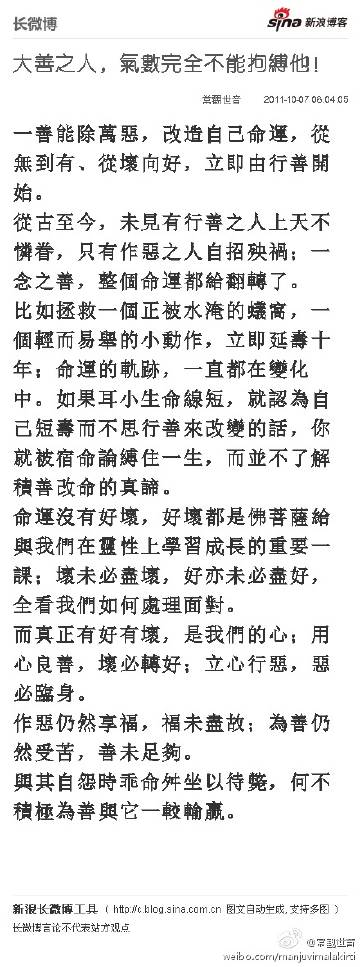 长微博
sina 新浪博客
大善之人，氣數完全不能拘縛他！
常觀世音 2011-10-07 06:04:05
一善能除萬惡，改造自己命運，從
無到有、從壞向好，立即由行善開
始。
從古至今，未見有行善之人上天不
憐眷，只有作惡之人自招殃禍；一
念之善，整個命運都給翻轉了。
比如拯救一個正被水淹的蟻窩，一
個輕而易舉的小動作，立即延壽十
年；命運的軌跡，一直都在變化
中。如果耳小生命線短，就認為自
己短壽而不思行善來改變的話，你
就被宿命論縛住一生，而並不了解
積善改命的真諦。
命運沒有好壞，好壞都是佛菩薩給
與我們在靈性上學習成長的重要一
課；壞未必盡壞，好亦未必盡好，
全看我們如何處理面對。
而真正有好有壞，是我們的心；用
心良善，壞必轉好；立心行惡，惡
必臨身。
作惡仍然享福，福未盡故；為善仍
然受苦，善未足夠。
與其自怨時乖命舛坐以待斃，何不
積極為善與它一較輸贏。
新浪长微博工具（ http://c.blog.sina.com.cn 图文自动生成，支持多图 ）
长微博言论不代表站方观点
@常觀世音
weibo.com/manjuvimalakirti